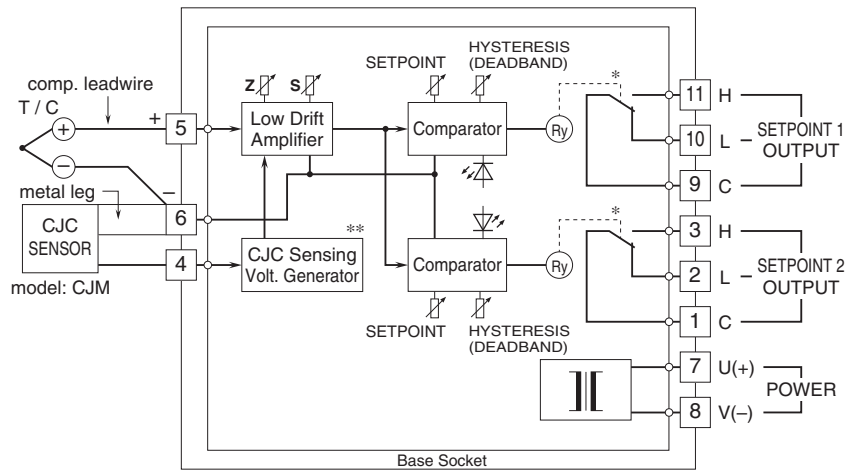 comp. leadwire
T / C
+
–
+
–
metal leg
CJC
SENSOR
model: CJM
5
6
4
Z
S
Low Drift
Amplifier
**
CJC Sensing
Volt. Generator
SETPOINT
HYSTERESIS
(DEADBAND)
Comparator
Ry
*
Comparator
Ry
*
SETPOINT
HYSTERESIS
(DEADBAND)
11 H
10 L
9 C
SETPOINT 1
OUTPUT
3 H
2 L
1 C
SETPOINT 2
OUTPUT
7 U(+)
8 V(–)
POWER
Base Socket